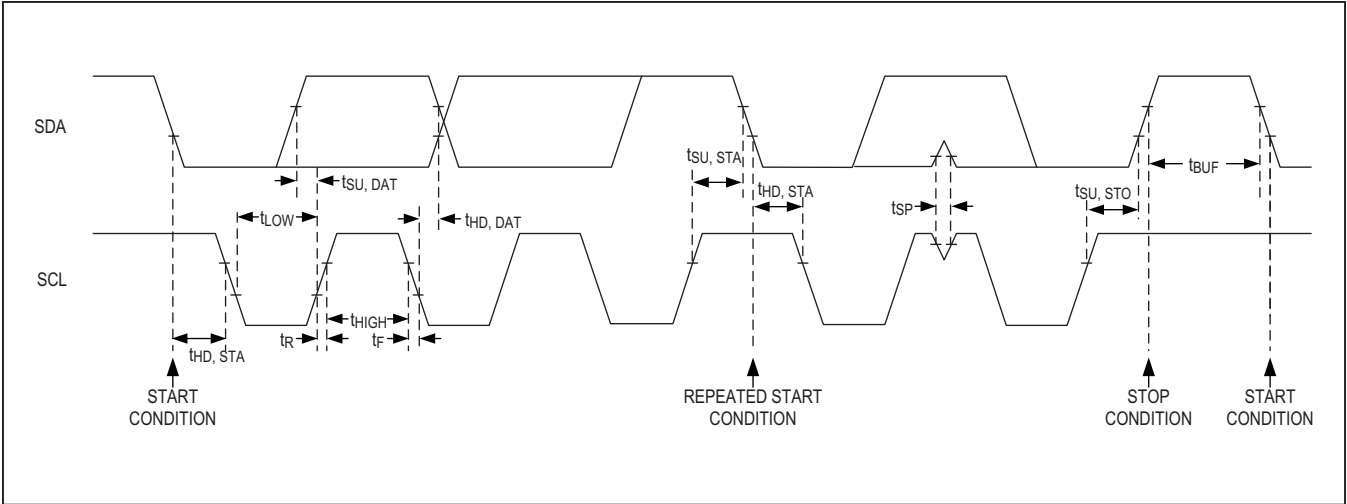 SDA
tSU, DAT
tLOW
tHD, DAT
tSU, STA
tHD, STA
tSP
tSU, STO
tBUF
SCL
tHD, STA
tR
tHIGH
tF
START
CONDITION
REPEATED START
CONDITION
STOP
CONDITION
START
CONDITION